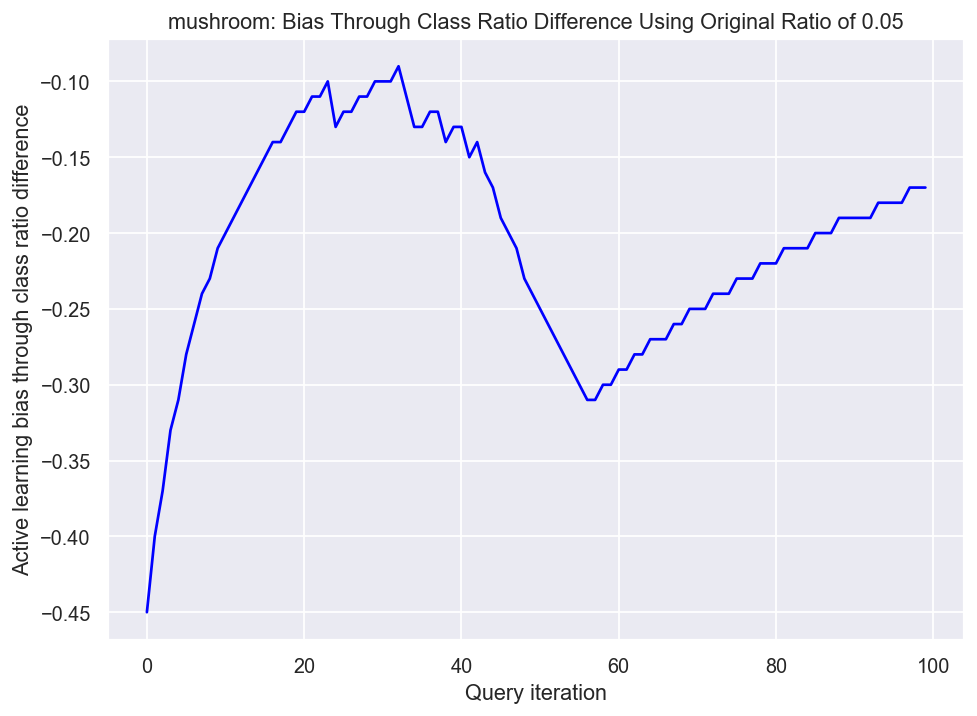 mushroom: Bias Through Class Ratio Difference Using Original Ratio of 0.05
Active learning bias through class ratio difference
−0.10
−0.15
−0.20
−0.25
−0.30
−0.35
−0.40
−0.45
0 20 40 60 80 100
Query iteration